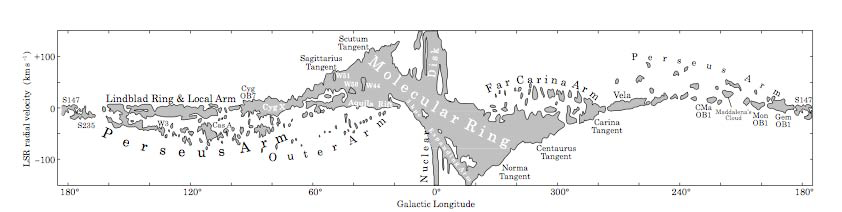 Scutum
Tangent
Sagittarius
Tangent
Molecular Ring
Nuclear Disk
Perseus Arm
Far Carina Arm
W51
W44
Aquila Rift
Cyg
OB7
Cyg X
Lindblad Ring & Local Arm
S147
S235
W3
Cas A
Perseus Arm
Outer Arm
Vela
Carina
Tangent
Centaurus
Tangent
Norma
Tangent
CMa
OB1
Maddalena's
Cloud
Mon
OB1
Gem
OB1
S147
LSR radial velocity (km s⁻¹)
+100
0
−100
180°
120°
60°
0°
300°
240°
180°
Galactic Longitude